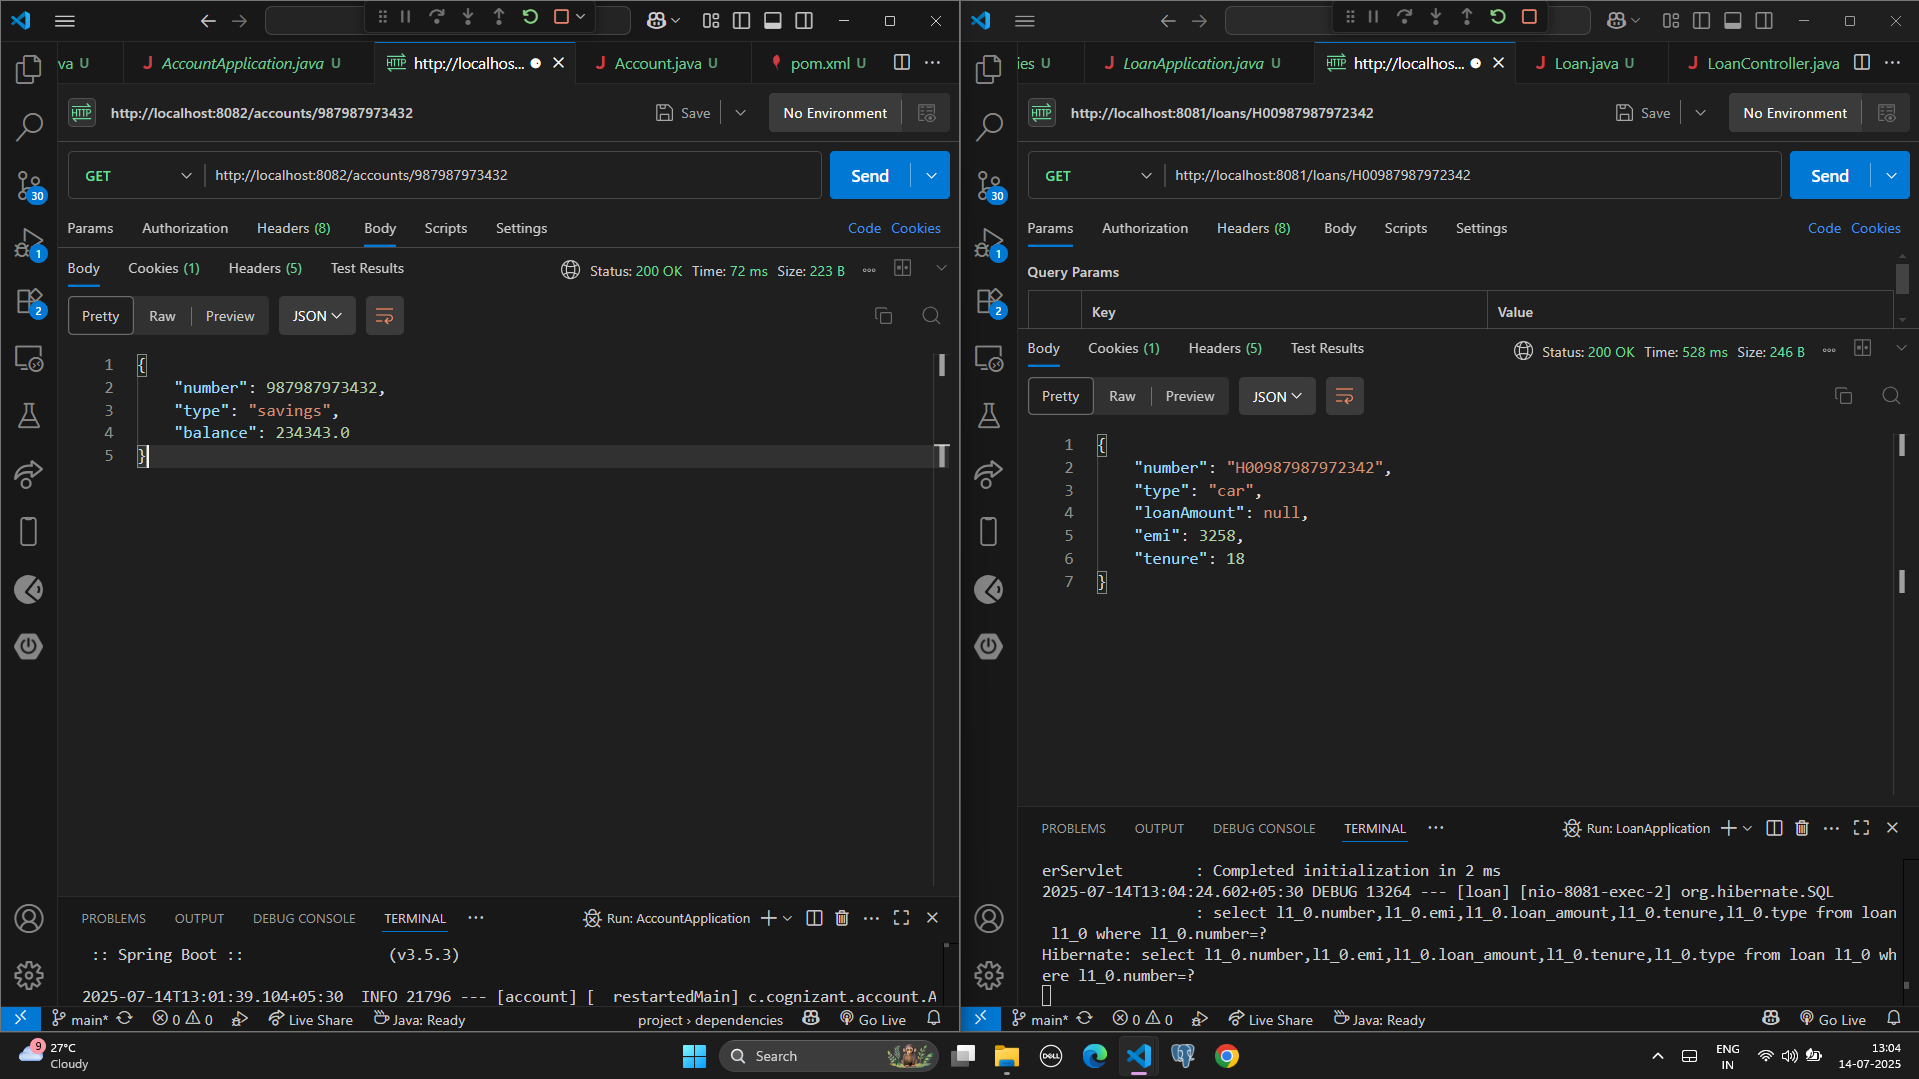 va U
AccountApplication.java U
http://localhos...
Account.java U
pom.xml U
HTTP
http://localhost:8082/accounts/987987973432
Save
No Environment
GET
http://localhost:8082/accounts/987987973432
Send
30
1
2
Params
Authorization
Headers (8)
Body
Scripts
Settings
Code
Cookies
Body
Cookies (1)
Headers (5)
Test Results
Status: 200 OK Time: 72 ms Size: 223 B
Pretty
Raw
Preview
JSON
1 {
2 "number": 987987973432,
3 "type": "savings",
4 "balance": 234343.0
5 }
PROBLEMS
OUTPUT
DEBUG CONSOLE
TERMINAL
Run: AccountApplication
:: Spring Boot :: (v3.5.3)
2025-07-14T13:01:39.104+05:30 INFO 21796 --- [account] [ restartedMain] c.cognizant.account.A
main*
0
0
Live Share
Java: Ready
project › dependencies
Go Live
ies U
LoanApplication.java U
http://localhos...
Loan.java U
LoanController.java
HTTP
http://localhost:8081/loans/H00987987972342
Save
No Environment
GET
http://localhost:8081/loans/H00987987972342
Send
30
1
2
Params
Authorization
Headers (8)
Body
Scripts
Settings
Code
Cookies
Query Params
Key
Value
Body
Cookies (1)
Headers (5)
Test Results
Status: 200 OK Time: 528 ms Size: 246 B
Pretty
Raw
Preview
JSON
1 {
2 "number": "H00987987972342",
3 "type": "car",
4 "loanAmount": null,
5 "emi": 3258,
6 "tenure": 18
7 }
PROBLEMS
OUTPUT
DEBUG CONSOLE
TERMINAL
Run: LoanApplication
erServlet : Completed initialization in 2 ms
2025-07-14T13:04:24.602+05:30 DEBUG 13264 --- [loan] [nio-8081-exec-2] org.hibernate.SQL
: select l1_0.number,l1_0.emi,l1_0.loan_amount,l1_0.tenure,l1_0.type from loan
l1_0 where l1_0.number=?
Hibernate: select l1_0.number,l1_0.emi,l1_0.loan_amount,l1_0.tenure,l1_0.type from loan l1_0 wh
ere l1_0.number=?
main*
0
0
Live Share
Java: Ready
Go Live
9
27°C
Cloudy
Search
DELL
ENG
IN
13:04
14-07-2025